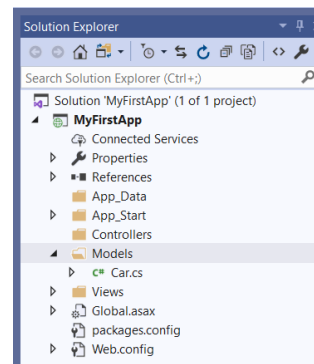 Solution Explorer
Search Solution Explorer (Ctrl+;)
Solution 'MyFirstApp' (1 of 1 project)
MyFirstApp
Connected Services
Properties
References
App_Data
App_Start
Controllers
Models
C# Car.cs
Views
Global.asax
packages.config
Web.config